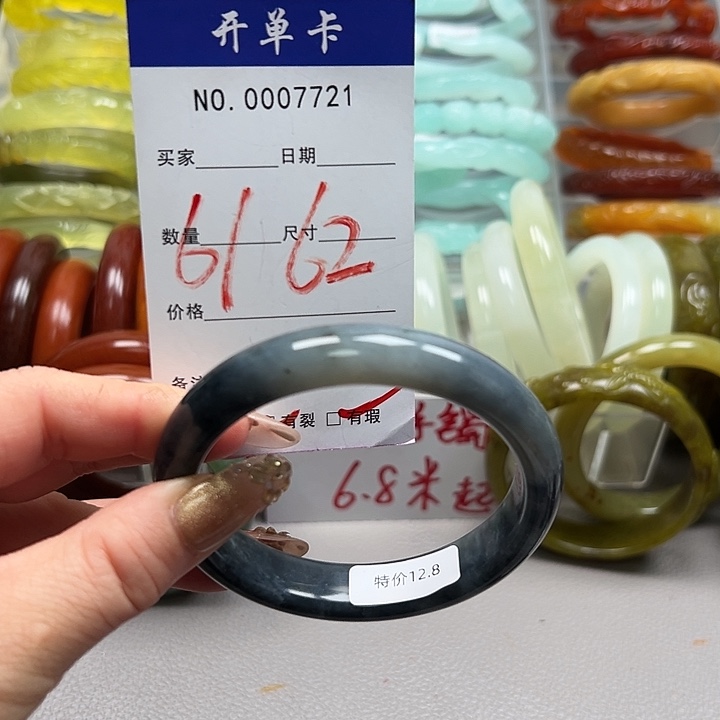 开单卡
NO.0007721
买家 日期
数量 尺寸
61 62
价格
备
有裂 □有瑕
6.8米起
特价12.8